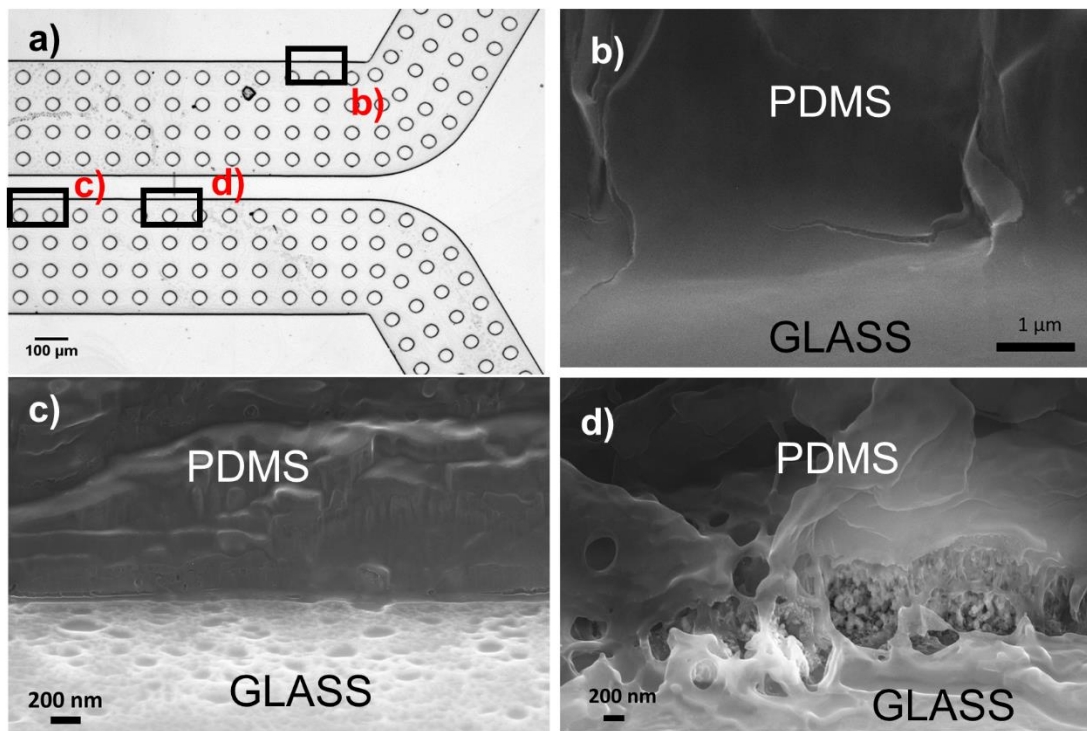 a)
b)
c)
d)
100 µm
b)
PDMS
GLASS
1 µm
c)
PDMS
GLASS
200 nm
d)
PDMS
GLASS
200 nm